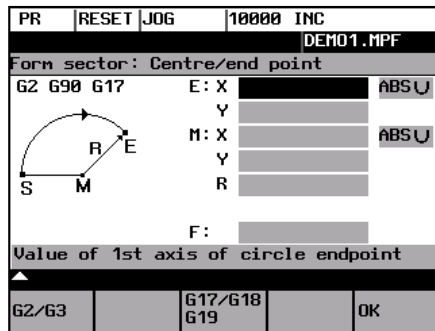 PR RESET JOG 10000 INC
DEMO1.MPF
Form sector: Centre/end point
G2 G90 G17 E: X ABS
Y
M: X ABS
Y
R
R E
S M
F:
Value of 1st axis of circle endpoint
G2/G3 G17/G18 OK
G19